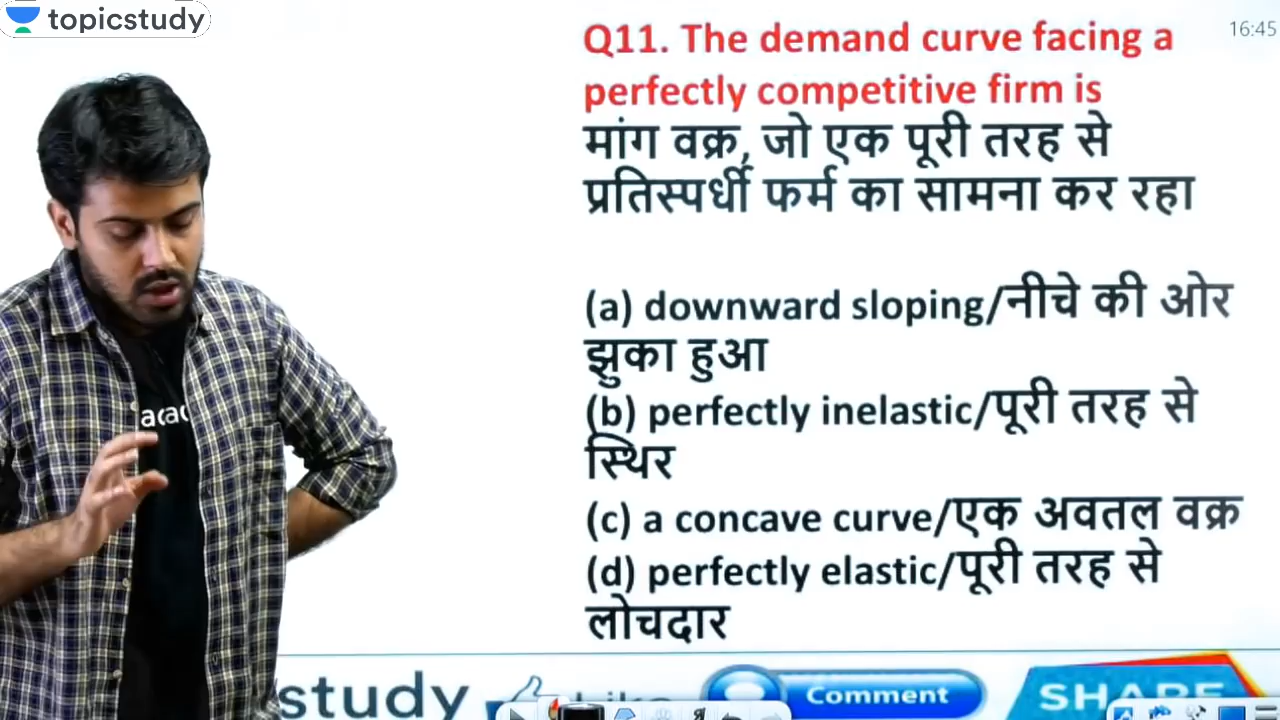 topicstudy
16:45
Q11. The demand curve facing a
perfectly competitive firm is
मांग वक्र, जो एक पूरी तरह से
प्रतिस्पर्धी फर्म का सामना कर रहा
(a) downward sloping/नीचे की ओर
झुका हुआ
(b) perfectly inelastic/पूरी तरह से
स्थिर
(c) a concave curve/एक अवतल वक्र
(d) perfectly elastic/पूरी तरह से
लोचदार
acad
study
Comment
SHARE